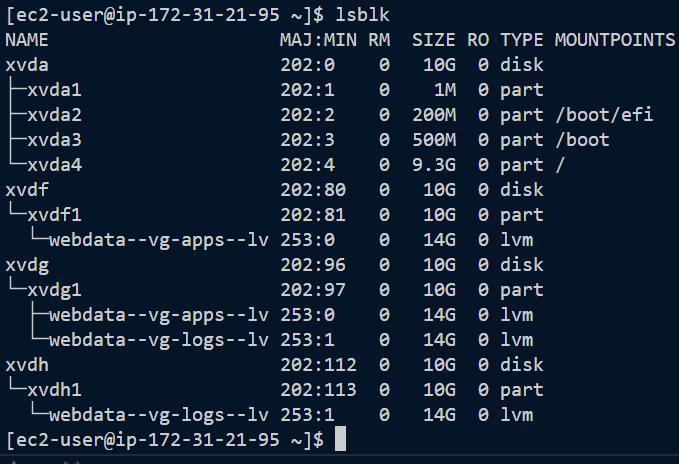 [ec2-user@ip-172-31-21-95 ~]$ lsblk
NAME                      MAJ:MIN RM  SIZE RO TYPE MOUNTPOINTS
xvda                      202:0    0   10G  0 disk
├─xvda1                   202:1    0    1M  0 part
├─xvda2                   202:2    0  200M  0 part /boot/efi
├─xvda3                   202:3    0  500M  0 part /boot
└─xvda4                   202:4    0  9.3G  0 part /
xvdf                      202:80   0   10G  0 disk
└─xvdf1                   202:81   0   10G  0 part
  └─webdata--vg-apps--lv 253:0    0   14G  0 lvm
xvdg                      202:96   0   10G  0 disk
└─xvdg1                   202:97   0   10G  0 part
  ├─webdata--vg-apps--lv 253:0    0   14G  0 lvm
  └─webdata--vg-logs--lv 253:1    0   14G  0 lvm
xvdh                      202:112  0   10G  0 disk
└─xvdh1                   202:113  0   10G  0 part
  └─webdata--vg-logs--lv 253:1    0   14G  0 lvm
[ec2-user@ip-172-31-21-95 ~]$